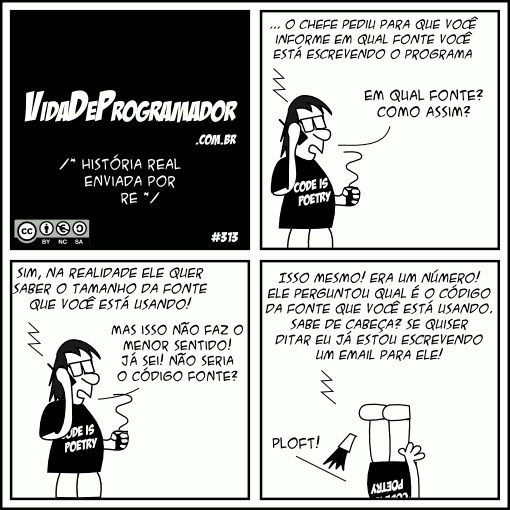 VIDADEPROGRAMADOR
.COM.BR
/* HISTÓRIA REAL
ENVIADA POR
RE */
CC BY NC SA
#313
... O CHEFE PEDIU PARA QUE VOCÊ
INFORME EM QUAL FONTE VOCÊ
ESTÁ ESCREVENDO O PROGRAMA
EM QUAL FONTE?
COMO ASSIM?
CODE IS
POETRY
SIM, NA REALIDADE ELE QUER
SABER O TAMANHO DA FONTE
QUE VOCÊ ESTÁ USANDO!
MAS ISSO NÃO FAZ O
MENOR SENTIDO!
JÁ SEI! NÃO SERIA
O CÓDIGO FONTE?
ODE IS
POETRY
ISSO MESMO! ERA UM NÚMERO!
ELE PERGUNTOU QUAL É O CÓDIGO
DA FONTE QUE VOCÊ ESTÁ USANDO.
SABE DE CABEÇA? SE QUISER
DITAR EU JÁ ESTOU ESCREVENDO
UM EMAIL PARA ELE!
PLOFT!
POETRY
CODE IS